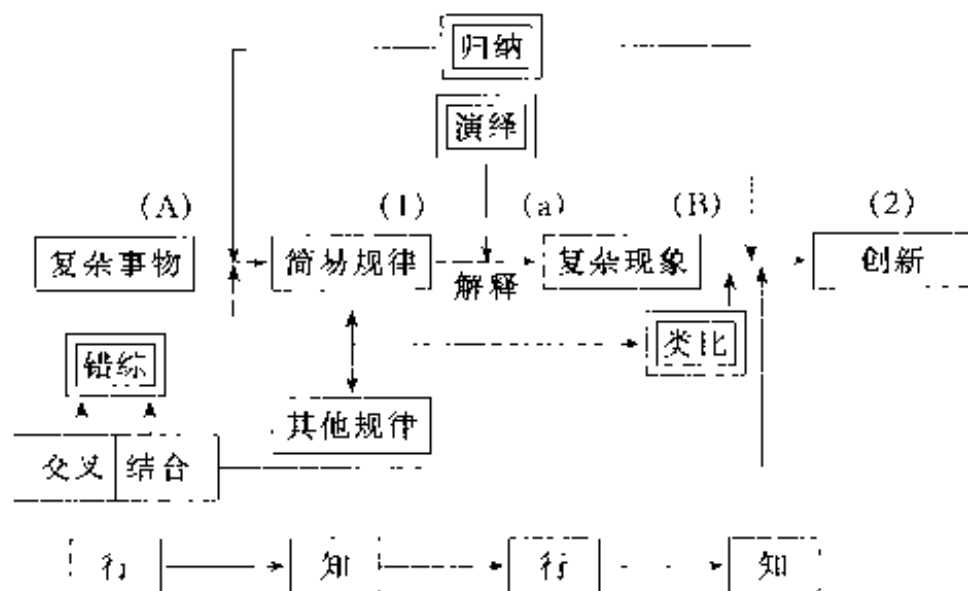 归纳
演绎
(A) (1) (a) (B) (2)
复杂事物 简易规律 解释 复杂现象 创新
类比
错综
其他规律
交叉 结合
行 知 行 知